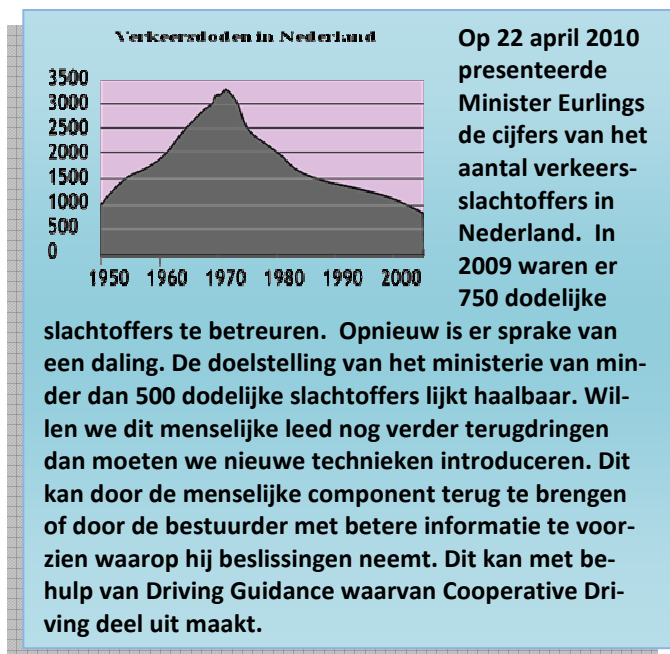 Verkeersdoden in Nederland
3500
3000
2500
2000
1500
1000
500
0
1950 1960 1970 1980 1990 2000
Op 22 april 2010
presenteerde
Minister Eurlings
de cijfers van het
aantal verkeers-
slachtoffers in
Nederland.  In
2009 waren er
750 dodelijke
slachtoffers te betreuren.  Opnieuw is er sprake van
een daling. De doelstelling van het ministerie van min-
der dan 500 dodelijke slachtoffers lijkt haalbaar. Wil-
len we dit menselijke leed nog verder terugdringen
dan moeten we nieuwe technieken introduceren. Dit
kan door de menselijke component terug te brengen
of door de bestuurder met betere informatie te voor-
zien waarop hij beslissingen neemt. Dit kan met be-
hulp van Driving Guidance waarvan Cooperative Dri-
ving deel uit maakt.